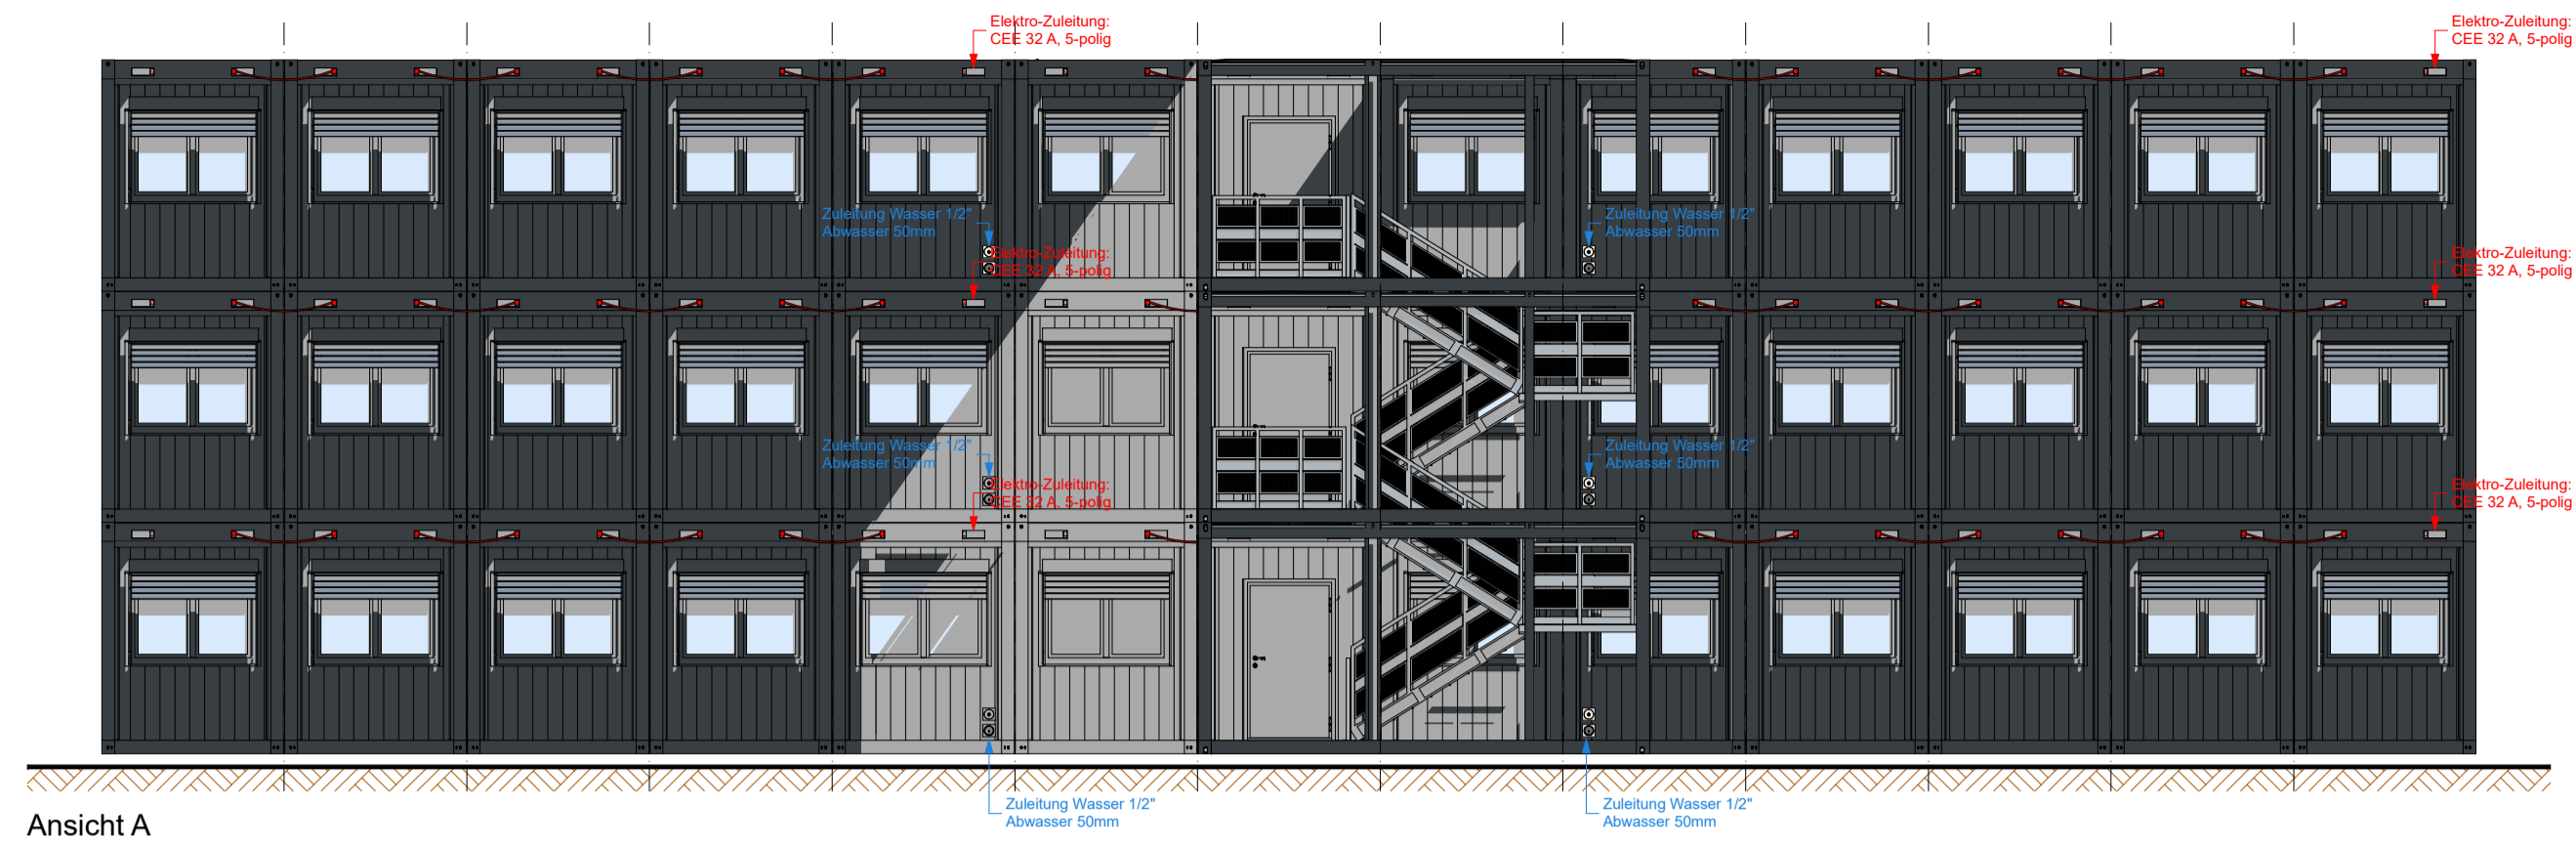 Elektro-Zuleitung:
CEE 32 A, 5-polig
Elektro-Zuleitung:
CEE 32 A, 5-polig
Zuleitung Wasser 1/2"
Abwasser 50mm
Zuleitung Wasser 1/2"
Abwasser 50mm
Elektro-Zuleitung:
CEE 32 A, 5-polig
Elektro-Zuleitung:
CEE 32 A, 5-polig
Zuleitung Wasser 1/2"
Abwasser 50mm
Zuleitung Wasser 1/2"
Abwasser 50mm
Elektro-Zuleitung:
CEE 32 A, 5-polig
Elektro-Zuleitung:
CEE 32 A, 5-polig
Zuleitung Wasser 1/2"
Abwasser 50mm
Zuleitung Wasser 1/2"
Abwasser 50mm
Ansicht A